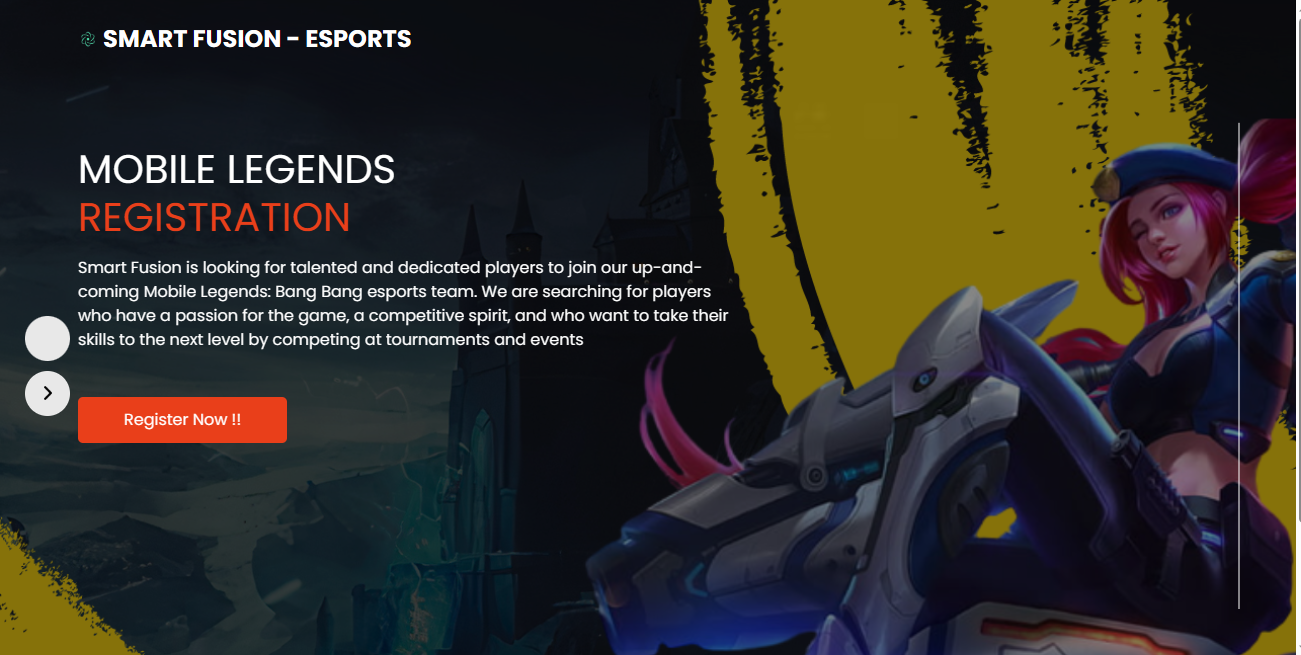 SMART FUSION - ESPORTS
MOBILE LEGENDS
REGISTRATION
Smart Fusion is looking for talented and dedicated players to join our up-and-
coming Mobile Legends: Bang Bang esports team. We are searching for players
who have a passion for the game, a competitive spirit, and who want to take their
skills to the next level by competing at tournaments and events
Register Now !!